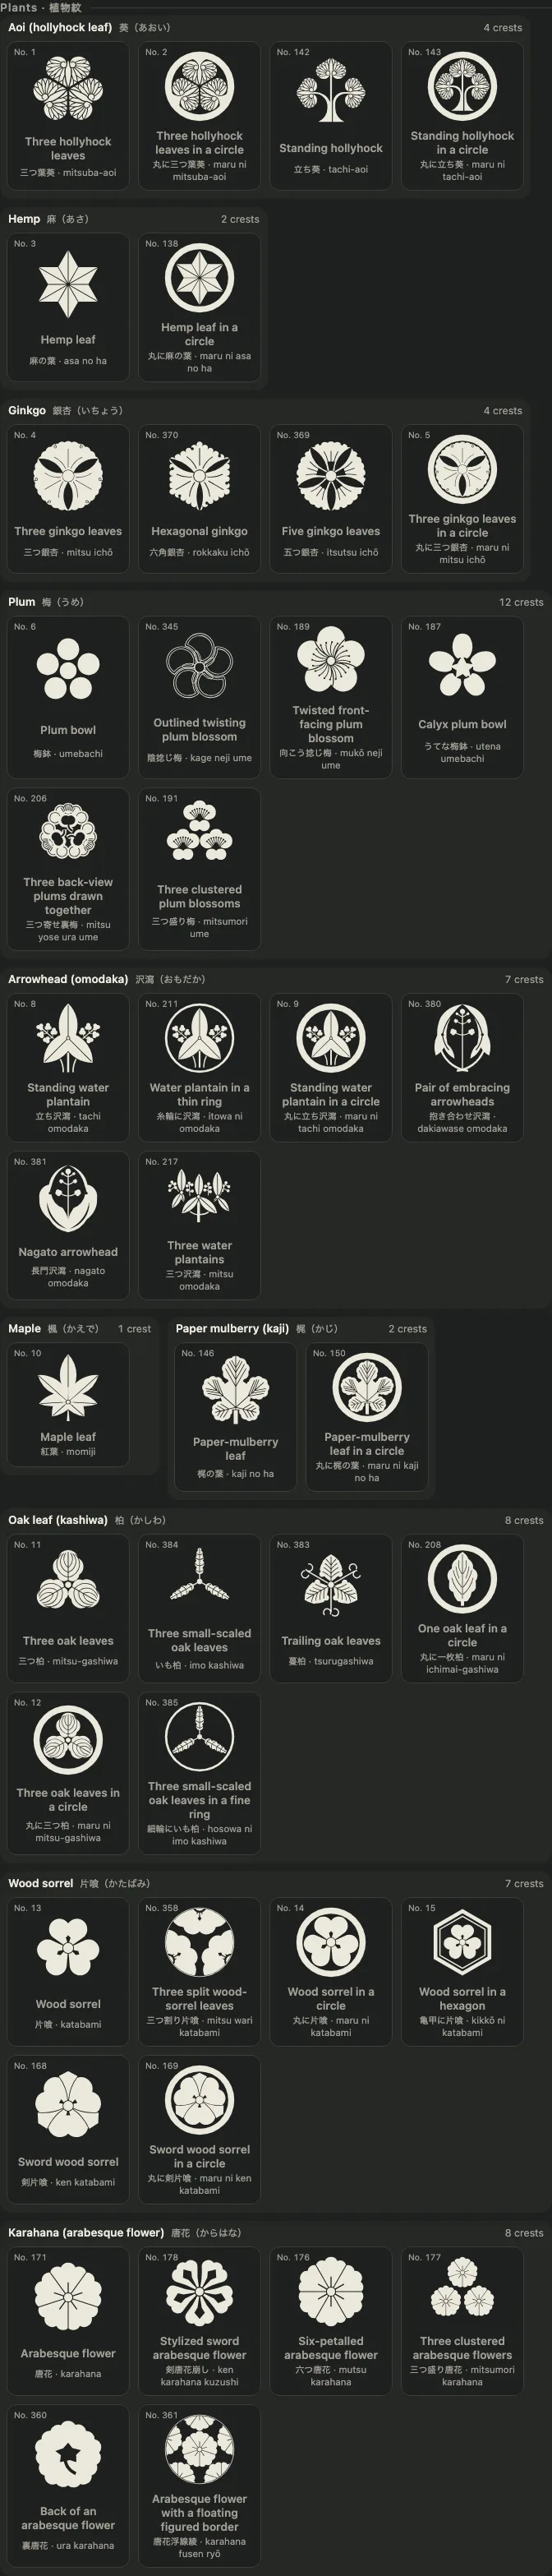 Plants · 植物紋
Aoi (hollyhock leaf) 葵（あおい） 4 crests
No. 1
Three hollyhock
leaves
三つ葉葵 · mitsuba-aoi
No. 2
Three hollyhock
leaves in a circle
丸に三つ葉葵 · maru ni
mitsuba-aoi
No. 142
Standing hollyhock
立ち葵 · tachi-aoi
No. 143
Standing hollyhock
in a circle
丸に立ち葵 · maru ni
tachi-aoi
Hemp 麻（あさ） 2 crests
No. 3
Hemp leaf
麻の葉 · asa no ha
No. 138
Hemp leaf in a
circle
丸に麻の葉 · maru ni asa
no ha
Ginkgo 銀杏（いちょう） 4 crests
No. 4
Three ginkgo leaves
三つ銀杏 · mitsu ichō
No. 370
Hexagonal ginkgo
六角銀杏 · rokkaku ichō
No. 369
Five ginkgo leaves
五つ銀杏 · itsutsu ichō
No. 5
Three ginkgo leaves
in a circle
丸に三つ銀杏 · maru ni
mitsu ichō
Plum 梅（うめ） 12 crests
No. 6
Plum bowl
梅鉢 · umebachi
No. 345
Outlined twisting
plum blossom
陰捻じ梅 · kage neji ume
No. 189
Twisted front-
facing plum
blossom
向こう捻じ梅 · mukō neji
ume
No. 187
Calyx plum bowl
うてな梅鉢 · utena
umebachi
No. 206
Three back-view
plums drawn
together
三つ寄せ裏梅 · mitsu
yose ura ume
No. 191
Three clustered
plum blossoms
三つ盛り梅 · mitsumori
ume
Arrowhead (omodaka) 沢瀉（おもだか） 7 crests
No. 8
Standing water
plantain
立ち沢瀉 · tachi
omodaka
No. 211
Water plantain in a
thin ring
糸輪に沢瀉 · itowa ni
omodaka
No. 9
Standing water
plantain in a circle
丸に立ち沢瀉 · maru ni
tachi omodaka
No. 380
Pair of embracing
arrowheads
抱き合わせ沢瀉 ·
dakiawase omodaka
No. 381
Nagato arrowhead
長門沢瀉 · nagato
omodaka
No. 217
Three water
plantains
三つ沢瀉 · mitsu
omodaka
Maple 楓（かえで） 1 crest
No. 10
Maple leaf
紅葉 · momiji
Paper mulberry (kaji) 梶（かじ） 2 crests
No. 146
Paper-mulberry
leaf
梶の葉 · kaji no ha
No. 150
Paper-mulberry
leaf in a circle
丸に梶の葉 · maru ni kaji
no ha
Oak leaf (kashiwa) 柏（かしわ） 8 crests
No. 11
Three oak leaves
三つ柏 · mitsu-gashiwa
No. 384
Three small-scaled
oak leaves
いも柏 · imo kashiwa
No. 383
Trailing oak leaves
蔓柏 · tsurugashiwa
No. 208
One oak leaf in a
circle
丸に一枚柏 · maru ni
ichimai-gashiwa
No. 12
Three oak leaves in
a circle
丸に三つ柏 · maru ni
mitsu-gashiwa
No. 385
Three small-scaled
oak leaves in a fine
ring
細輪にいも柏 · hosowa ni
imo kashiwa
Wood sorrel 片喰（かたばみ） 7 crests
No. 13
Wood sorrel
片喰 · katabami
No. 358
Three split wood-
sorrel leaves
三つ割り片喰 · mitsu wari
katabami
No. 14
Wood sorrel in a
circle
丸に片喰 · maru ni
katabami
No. 15
Wood sorrel in a
hexagon
亀甲に片喰 · kikkō ni
katabami
No. 168
Sword wood sorrel
剣片喰 · ken katabami
No. 169
Sword wood sorrel
in a circle
丸に剣片喰 · maru ni ken
katabami
Karahana (arabesque flower) 唐花（からはな） 8 crests
No. 171
Arabesque flower
唐花 · karahana
No. 178
Stylized sword
arabesque flower
剣唐花崩し · ken
karahana kuzushi
No. 176
Six-petalled
arabesque flower
六つ唐花 · mutsu
karahana
No. 177
Three clustered
arabesque flowers
三つ盛り唐花 · mitsumori
karahana
No. 360
Back of an
arabesque flower
裏唐花 · ura karahana
No. 361
Arabesque flower
with a floating
figured border
唐花浮線綾 · karahana
fusen ryō